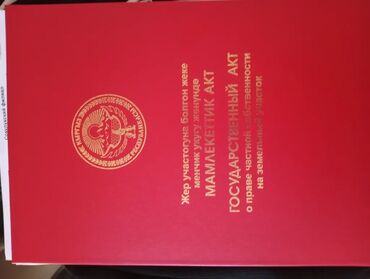 Жер участогуна болгон жеке
менчик укугу жөнүндө
МАМЛЕКЕТТИК АКТ
ГОСУДАРСТВЕННЫЙ АКТ
о праве частной собственности
на земельный участок